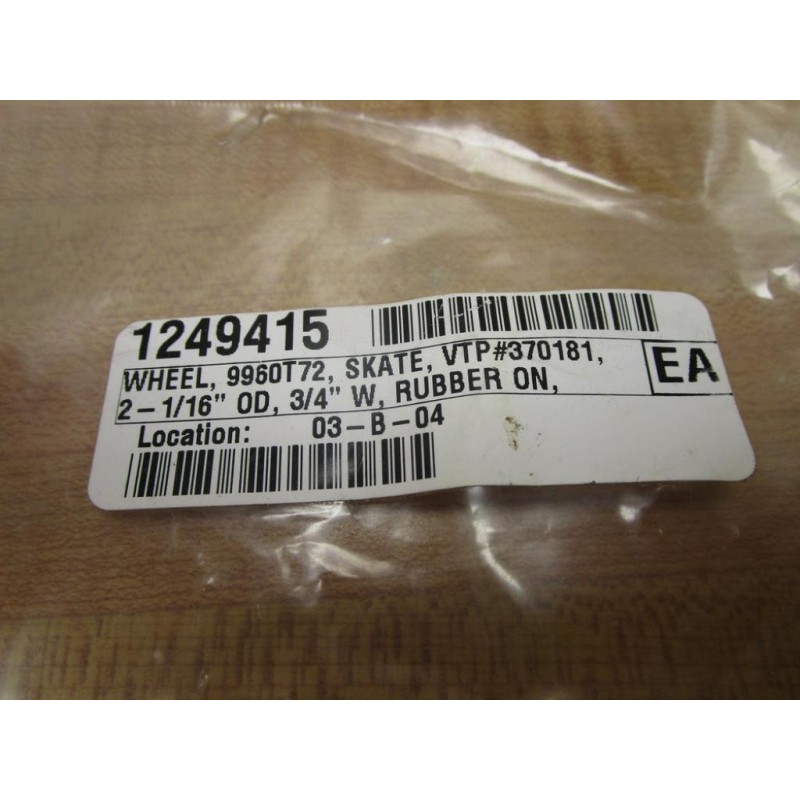 1249415
WHEEL, 9960T72, SKATE, VTP#370181,
2-1/16" OD, 3/4" W, RUBBER ON,
EA
Location: 03-B-04